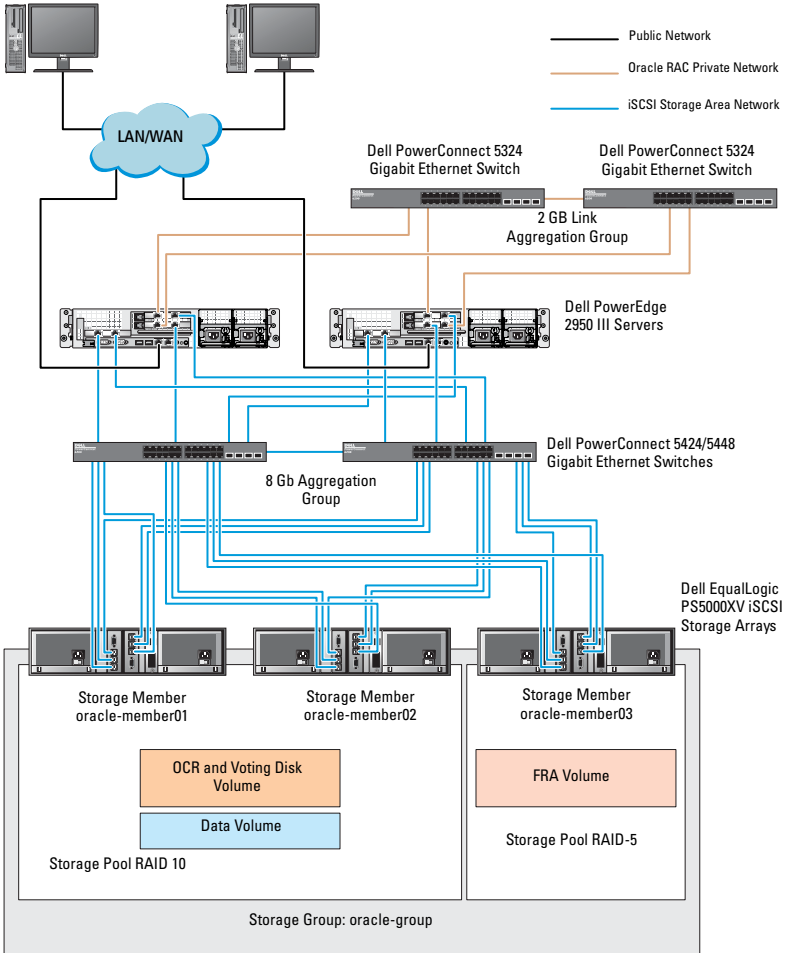 Public Network
Oracle RAC Private Network
iSCSI Storage Area Network
LAN/WAN
Dell PowerConnect 5324
Gigabit Ethernet Switch
Dell PowerConnect 5324
Gigabit Ethernet Switch
2 GB Link
Aggregation Group
Dell PowerEdge
2950 III Servers
Dell PowerConnect 5424/5448
Gigabit Ethernet Switches
8 Gb Aggregation
Group
Dell EqualLogic
PS5000XV iSCSI
Storage Arrays
Storage Member
oracle-member01
Storage Member
oracle-member02
Storage Member
oracle-member03
OCR and Voting Disk
Volume
FRA Volume
Data Volume
Storage Pool RAID-5
Storage Pool RAID 10
Storage Group: oracle-group